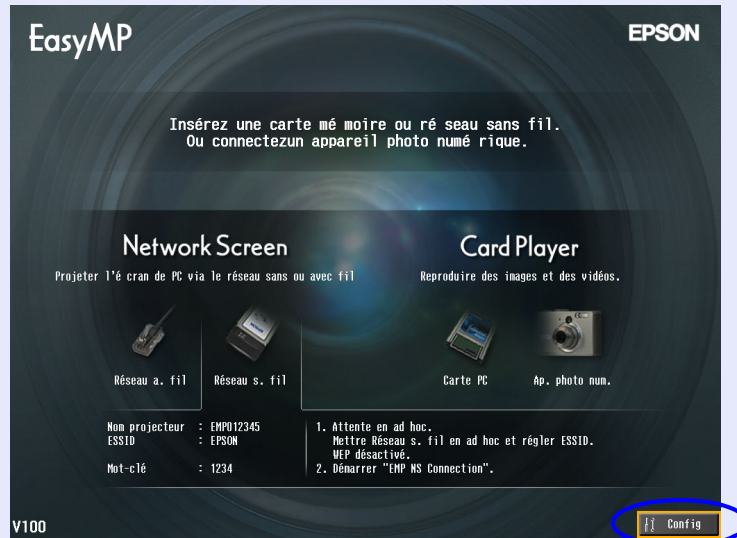 EasyMP
EPSON
Insérez une carte mé moire ou ré seau sans fil.
Ou connectezun appareil photo numé rique.
Network Screen
Projeter l'é cran de PC via le réseau sans ou avec fil
Card Player
Reproduire des images et des vidéos.
Réseau a. fil
Réseau s. fil
Carte PC
Ap. photo num.
Nom projecteur : EMP012345
ESSID : EPSON
Mot-clé : 1234
1. Attente en ad hoc.
Mettre Réseau s. fil en ad hoc et régler ESSID.
WEP désactivé.
2. Démarrer "EMP NS Connection".
V100
Config